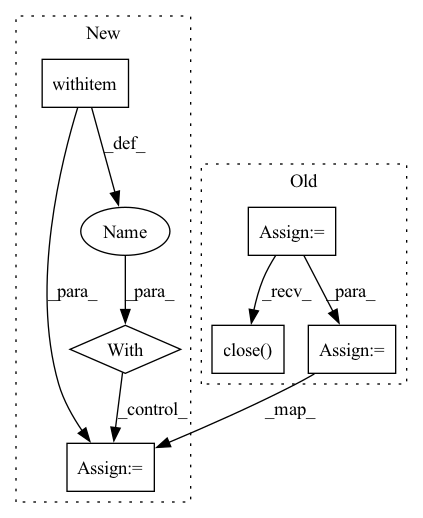 New
withitem
_def_
Old
Name
Assign:=
_para_
_para_
_recv_
_para_
With
close()
Assign:=
_control_
_map_
Assign:=